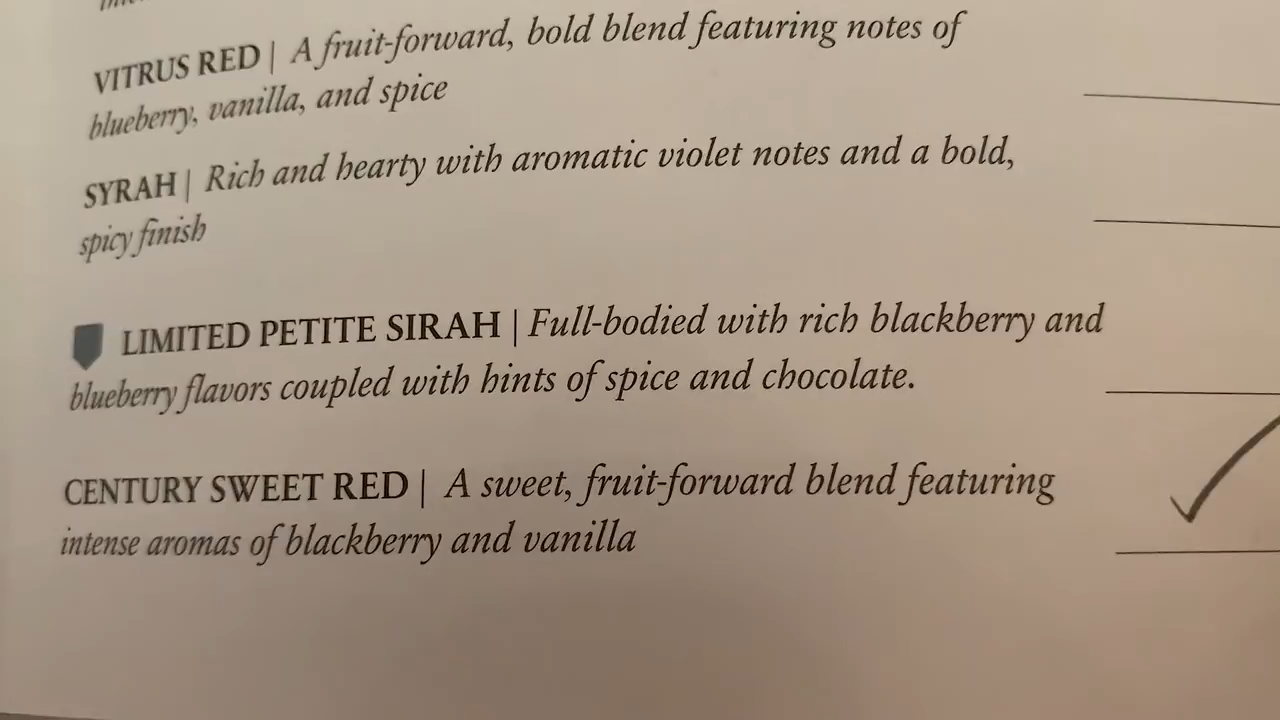 VITRUS RED | A fruit-forward, bold blend featuring notes of
blueberry, vanilla, and spice
SYRAH | Rich and hearty with aromatic violet notes and a bold,
spicy finish
LIMITED PETITE SIRAH | Full-bodied with rich blackberry and
blueberry flavors coupled with hints of spice and chocolate.
CENTURY SWEET RED | A sweet, fruit-forward blend featuring
intense aromas of blackberry and vanilla